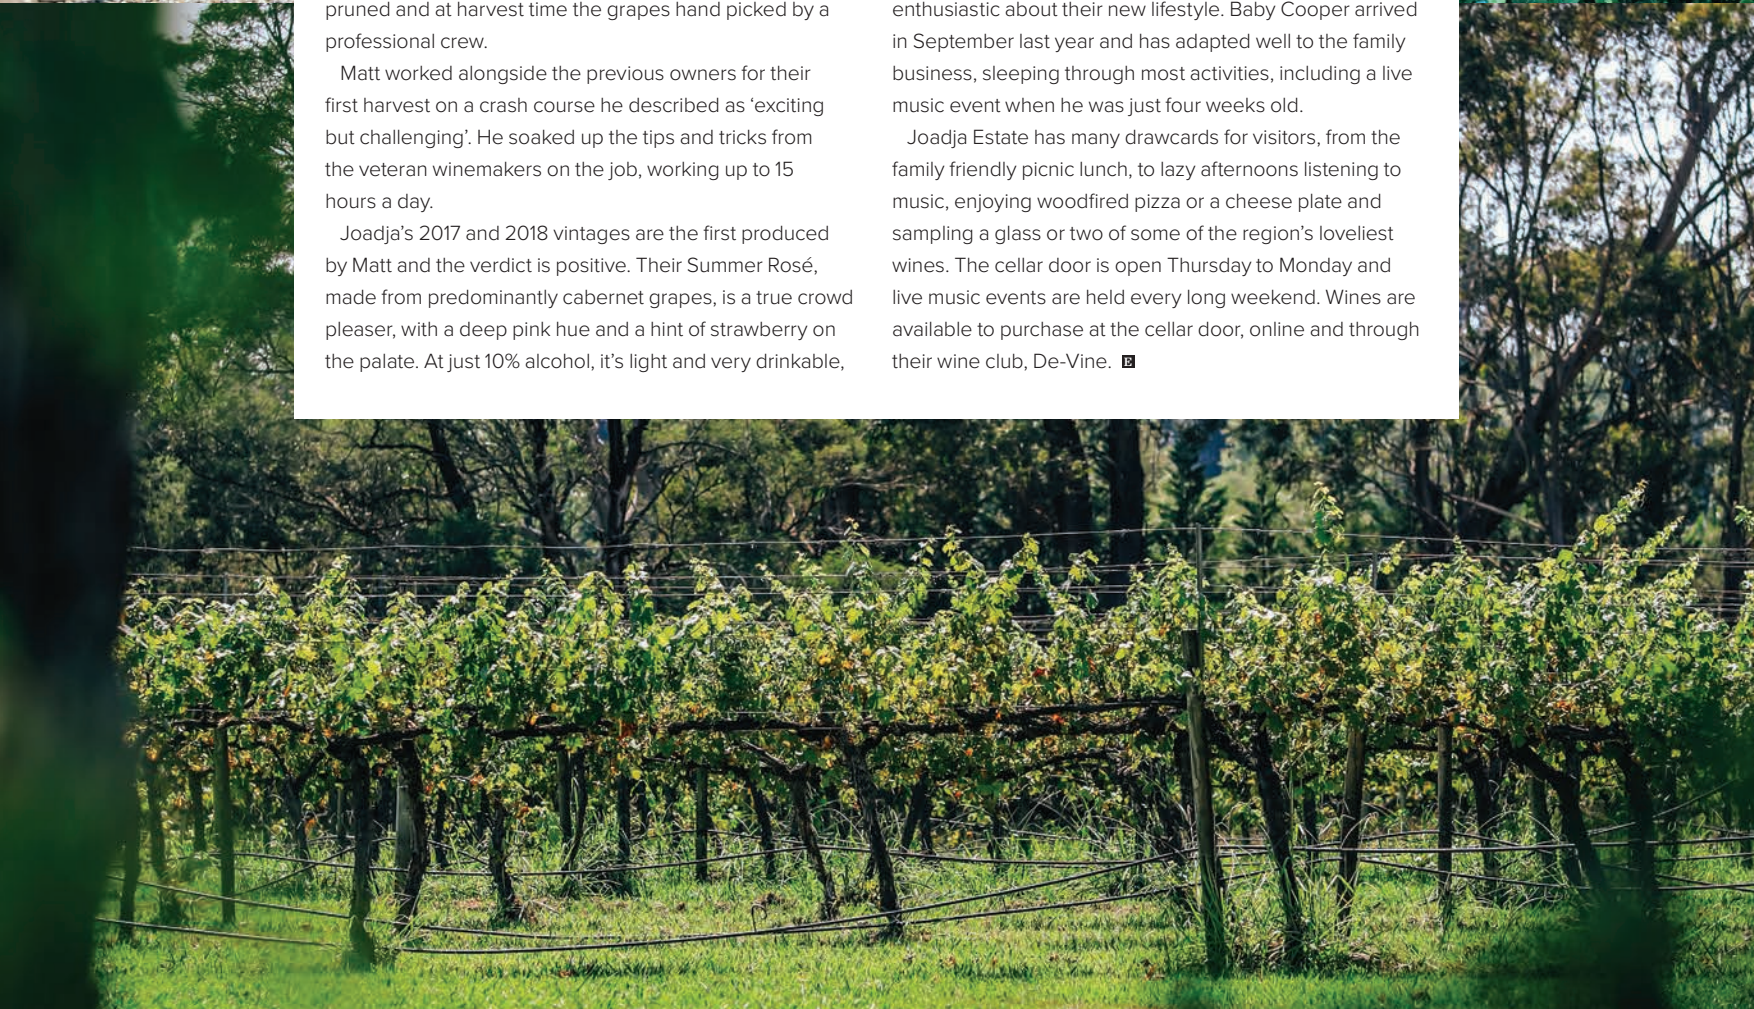 pruned and at harvest time the grapes hand picked by a
professional crew.
Matt worked alongside the previous owners for their
first harvest on a crash course he described as ‘exciting
but challenging’. He soaked up the tips and tricks from
the veteran winemakers on the job, working up to 15
hours a day.
Joadja’s 2017 and 2018 vintages are the first produced
by Matt and the verdict is positive. Their Summer Rosé,
made from predominantly cabernet grapes, is a true crowd
pleaser, with a deep pink hue and a hint of strawberry on
the palate. At just 10% alcohol, it’s light and very drinkable,
enthusiastic about their new lifestyle. Baby Cooper arrived
in September last year and has adapted well to the family
business, sleeping through most activities, including a live
music event when he was just four weeks old.
Joadja Estate has many drawcards for visitors, from the
family friendly picnic lunch, to lazy afternoons listening to
music, enjoying woodfired pizza or a cheese plate and
sampling a glass or two of some of the region’s loveliest
wines. The cellar door is open Thursday to Monday and
live music events are held every long weekend. Wines are
available to purchase at the cellar door, online and through
their wine club, De-Vine. E